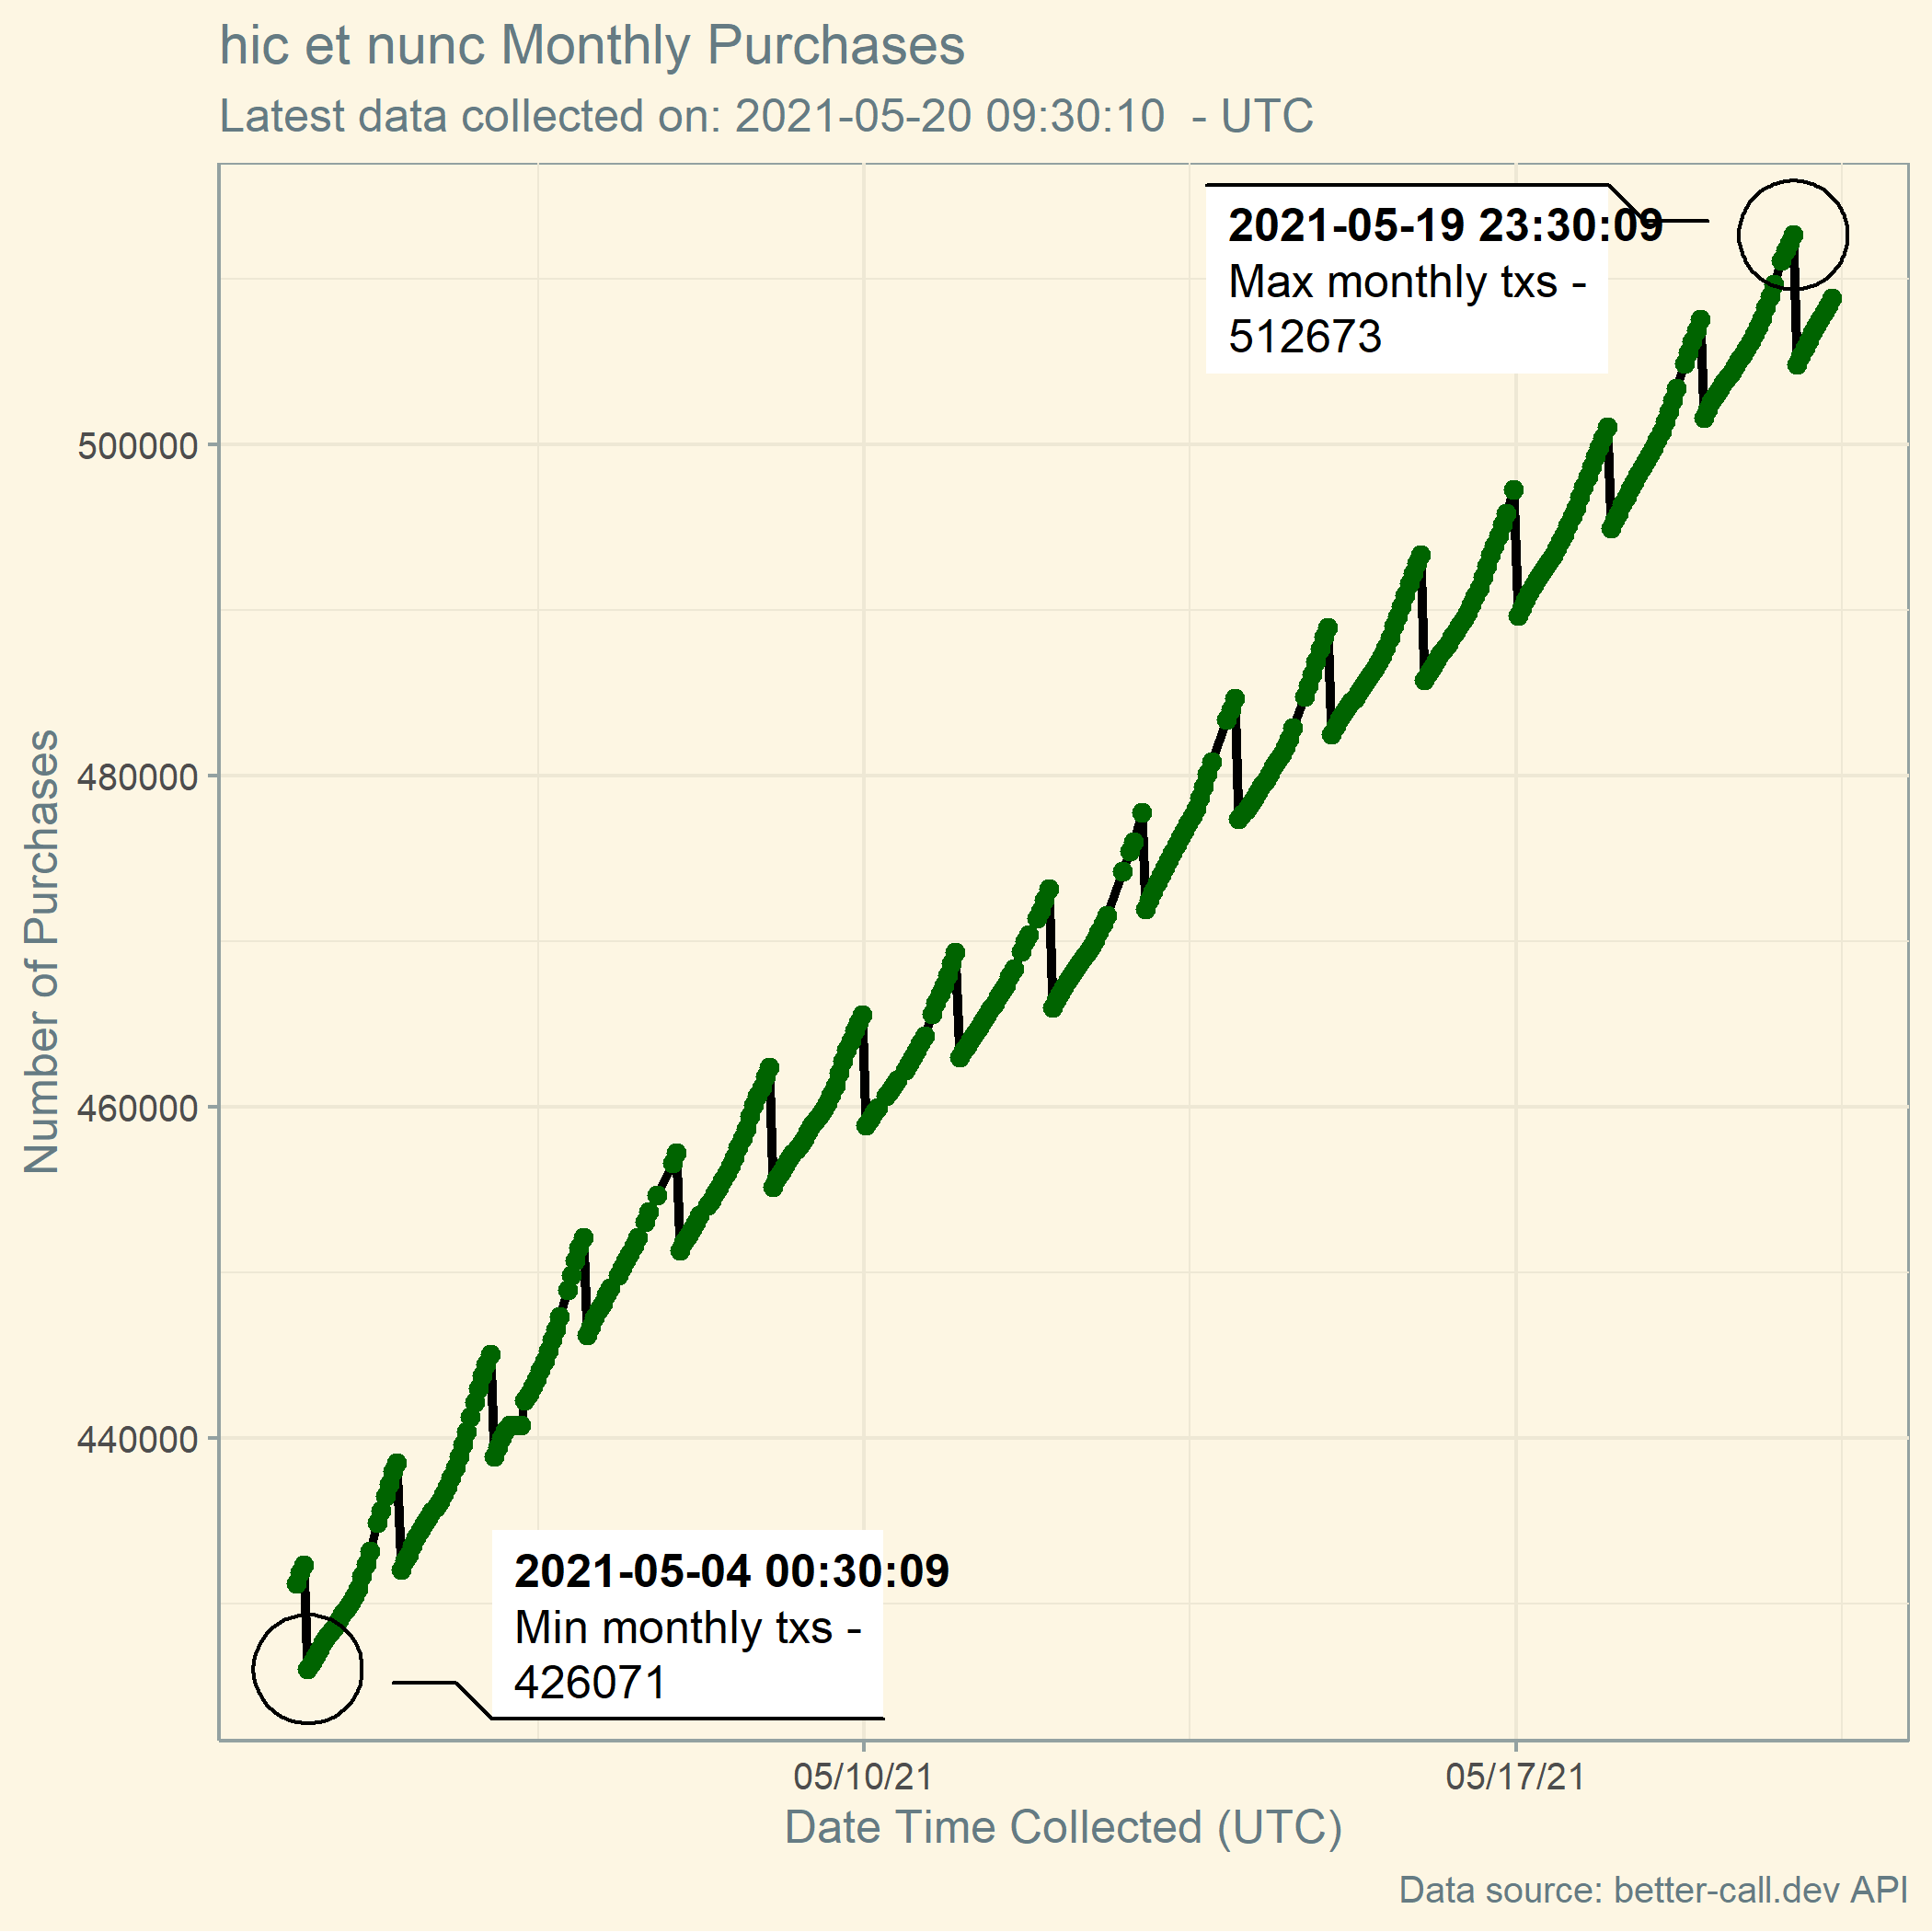 hic et nunc Monthly Purchases
Latest data collected on: 2021-05-20 09:30:10  - UTC
2021-05-19 23:30:09
Max monthly txs -
512673
500000
480000
460000
440000
Number of Purchases
2021-05-04 00:30:09
Min monthly txs -
426071
05/10/21
05/17/21
Date Time Collected (UTC)
Data source: better-call.dev API